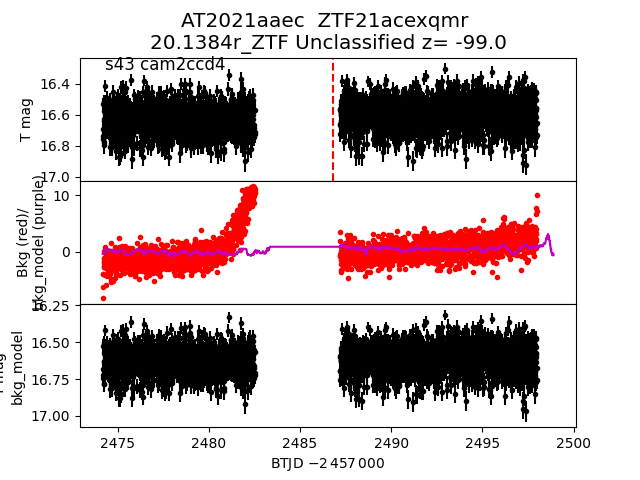 AT2021aaec ZTF21acexqmr
20.1384r_ZTF Unclassified z= -99.0
s43 cam2ccd4
T mag
16.4
16.6
16.8
17.0
Bkg (red)/
bkg_model (purple)
10
0
bkg_model
16.25
16.50
16.75
17.00
2475
2480
2485
2490
2495
2500
BTJD −2 457 000